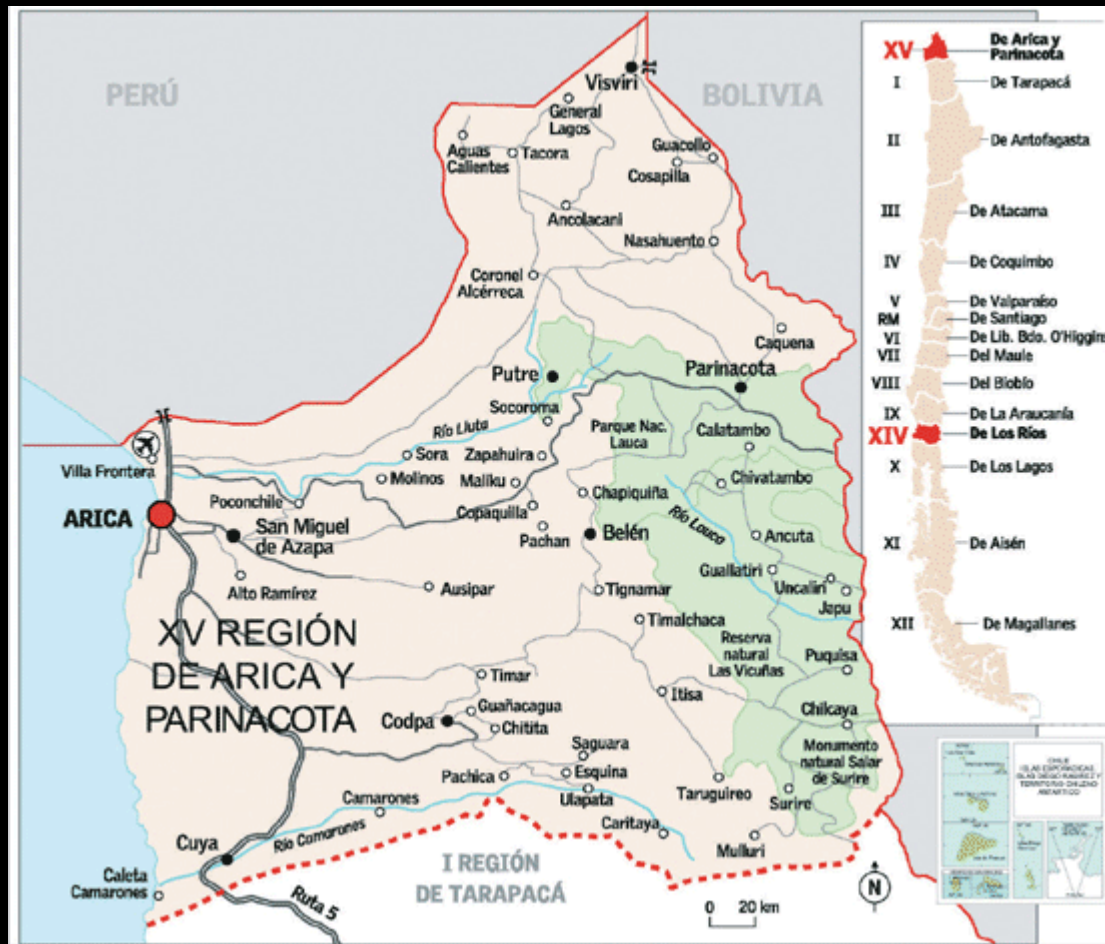 PERÚ
BOLIVIA
Visviri
General
Lagos
Aguas
Calientes
Tacora
Guacollo
Cosapilla
Ancolacani
Nasahuento
Coronel
Alcérreca
Caquena
Putre
Parinacota
Socoroma
Río Lluta
Parque Nac.
Lauca
Calatambo
Villa Frontera
Sora
Zapahuira
Molinos
Maliku
Chivatambo
Poconchile
Chapiquiña
Copaquilla
ARICA
San Miguel
de Azapa
Pachan
Belén
Río Louco
Ancuta
Guallatiri
Uncaliri
Alto Ramírez
Ausipar
Tignamar
Japu
Timalchaca
XV REGIÓN
DE ARICA Y
PARINACOTA
Reserva
natural
Las Vicuñas
Puquisa
Timar
Itisa
Guañacagua
Codpa
Chitita
Chilcaya
Saguara
Monumento
natural Salar
de Surire
Pachica
Esquina
Ulapata
Taruguireo
Surire
Camarones
Caritaya
Río Camarones
Cuya
Mulluri
Caleta
Camarones
I REGIÓN
DE TARAPACÁ
Ruta 5
0 20 km
N
XV De Arica y
Parinacota
I De Tarapacá
II De Antofagasta
III De Atacama
IV De Coquimbo
V De Valparaíso
RM De Santiago
VI De Lib. Bdo. O'Higgins
VII Del Maule
VIII Del Bíobío
IX De La Araucanía
XIV De Los Ríos
X De Los Lagos
XI De Aisén
XII De Magallanes
CHILE